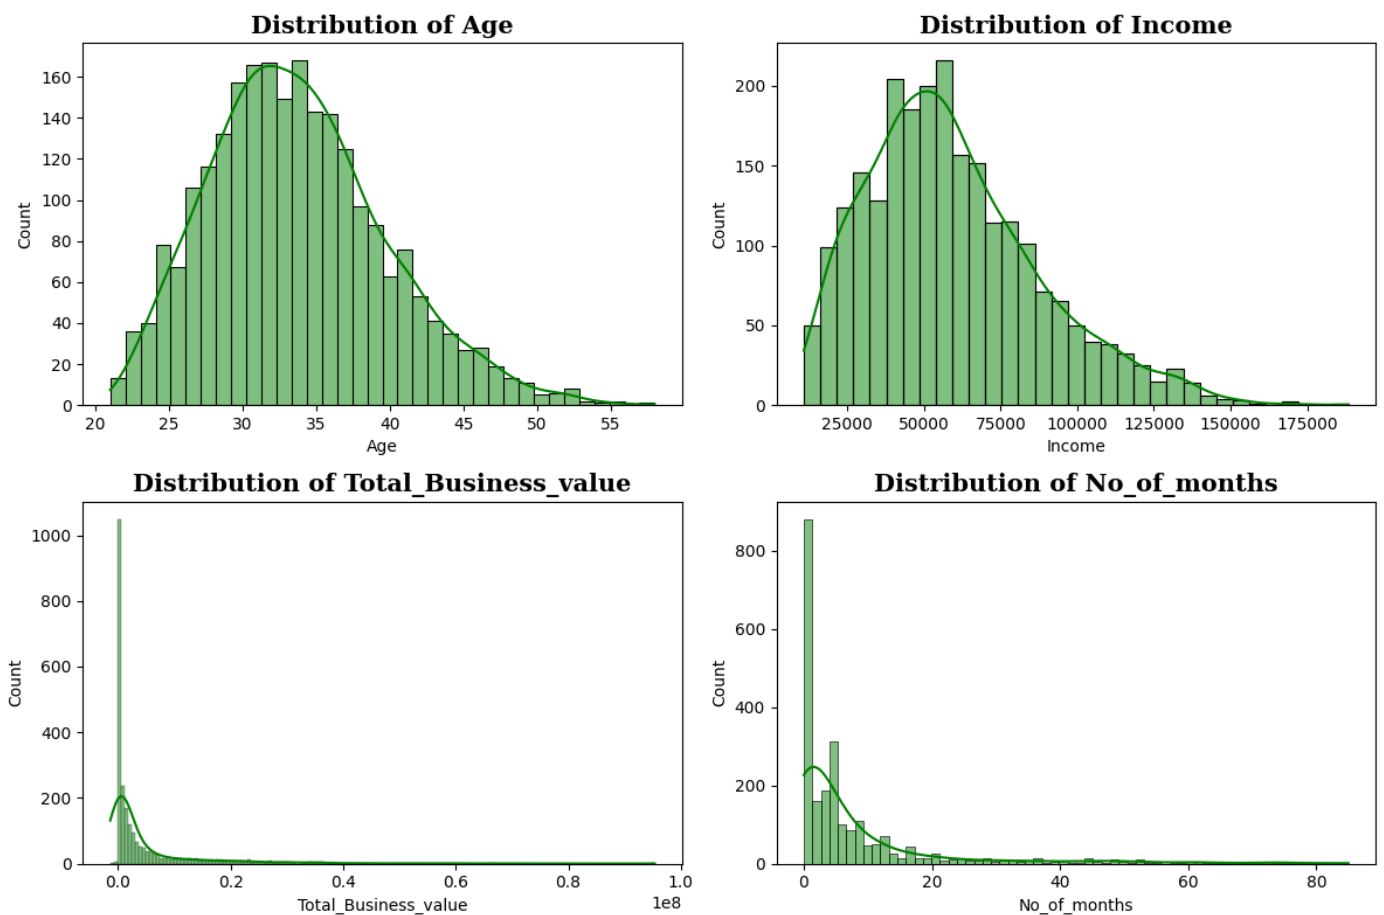 Distribution of Age
Count
160
140
120
100
80
60
40
20
0
20 25 30 35 40 45 50 55
Age
Distribution of Income
Count
200
150
100
50
0
25000 50000 75000 100000 125000 150000 175000
Income
Distribution of Total_Business_value
Count
1000
800
600
400
200
0
0.0 0.2 0.4 0.6 0.8 1.0
1e8
Total_Business_value
Distribution of No_of_months
Count
800
600
400
200
0
0 20 40 60 80
No_of_months